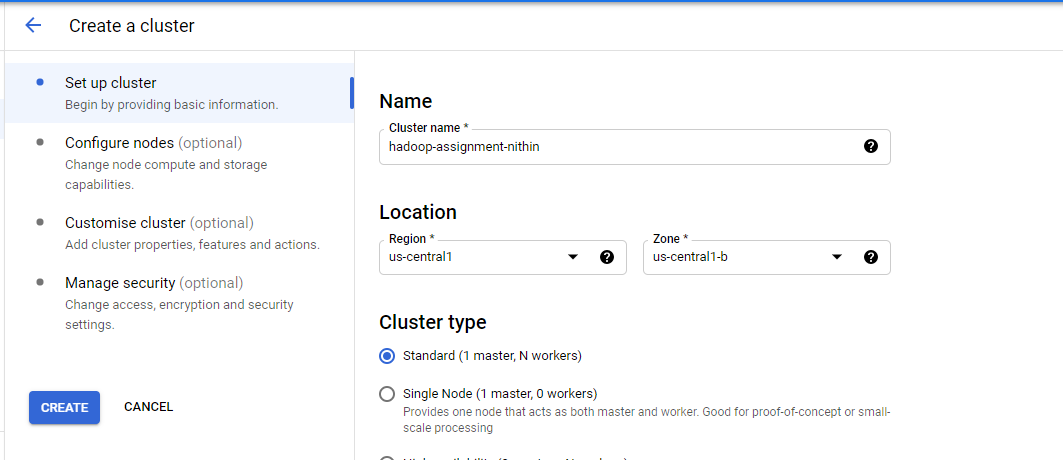 Create a cluster
Set up cluster
Begin by providing basic information.
Configure nodes (optional)
Change node compute and storage
capabilities.
Customise cluster (optional)
Add cluster properties, features and actions.
Manage security (optional)
Change access, encryption and security
settings.
CREATE CANCEL
Name
Cluster name *
hadoop-assignment-nithin
Location
Region *
us-central1
Zone *
us-central1-b
Cluster type
Standard (1 master, N workers)
Single Node (1 master, 0 workers)
Provides one node that acts as both master and worker. Good for proof-of-concept or small-
scale processing